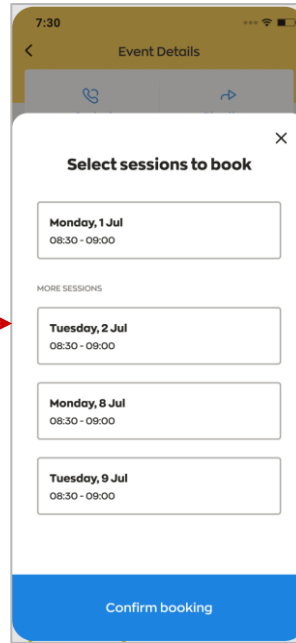 7:30
Event Details
Select sessions to book
Monday, 1 Jul
08:30 - 09:00
MORE SESSIONS
Tuesday, 2 Jul
08:30 - 09:00
Monday, 8 Jul
08:30 - 09:00
Tuesday, 9 Jul
08:30 - 09:00
Confirm booking